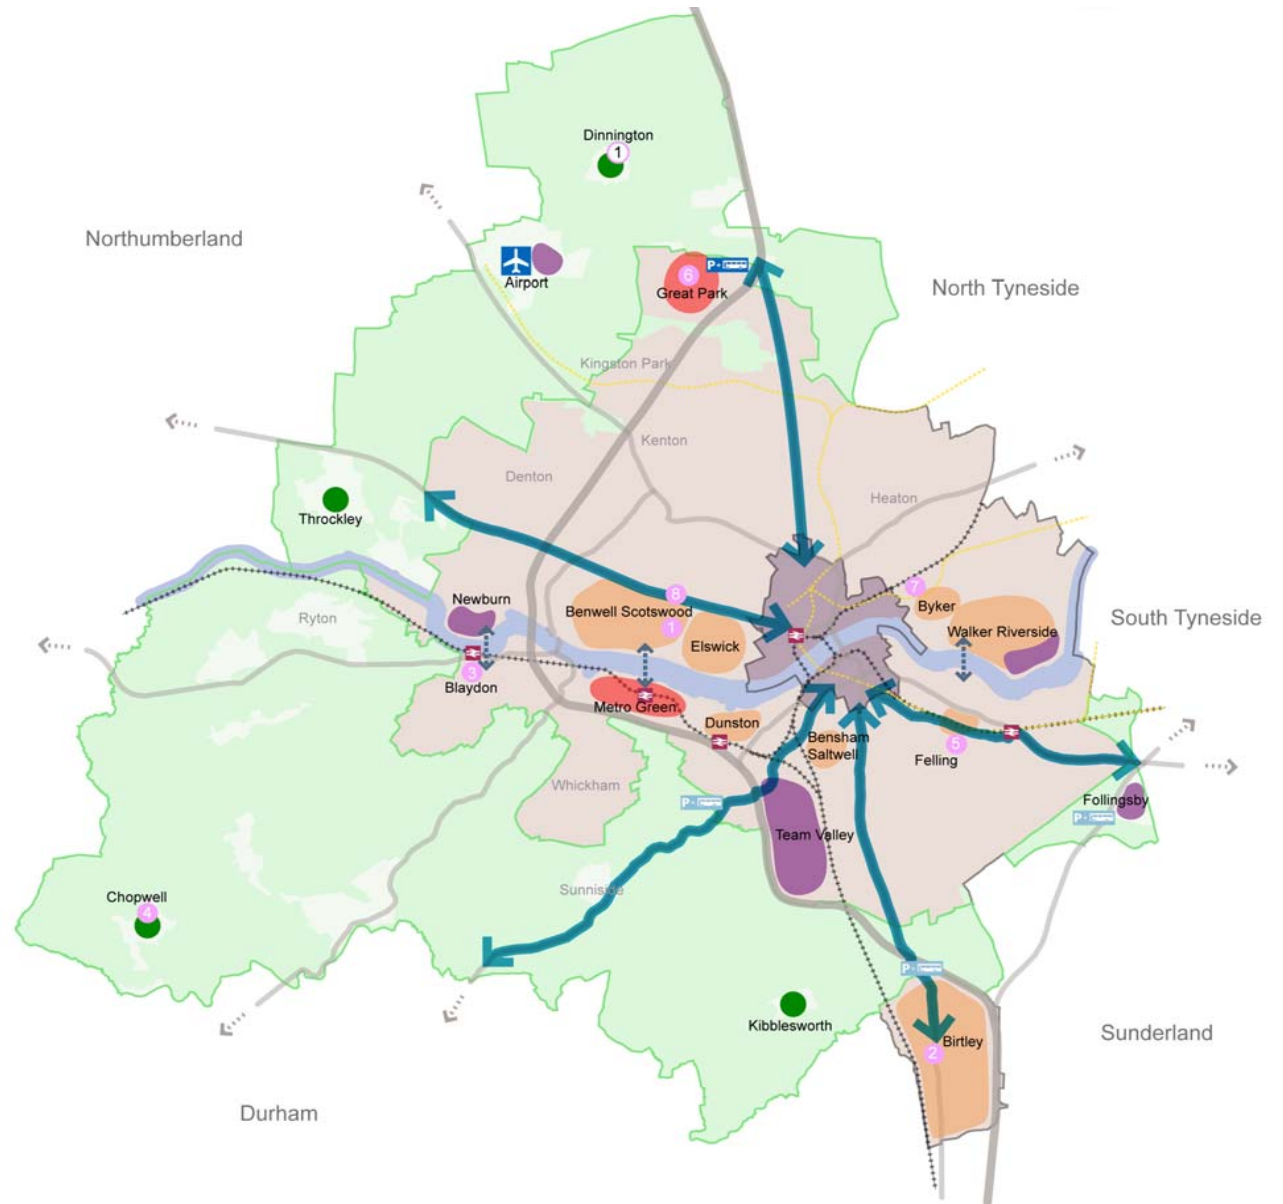 Dinnington
1
Northumberland
Airport
P
6
Great Park
North Tyneside
Kingston Park
Kenton
Denton
Heaton
Throckley
Newburn
8
Benwell Scotswood
1
Elswick
7
Byker
Walker Riverside
South Tyneside
Ryton
3
Blaydon
Metro Green
Dunston
Bensham
Saltwell
5
Felling
Whickham
P
Team Valley
Follingsby
P
Sunniside
Chopwell
4
P
Kibblesworth
Birtley
2
Sunderland
Durham